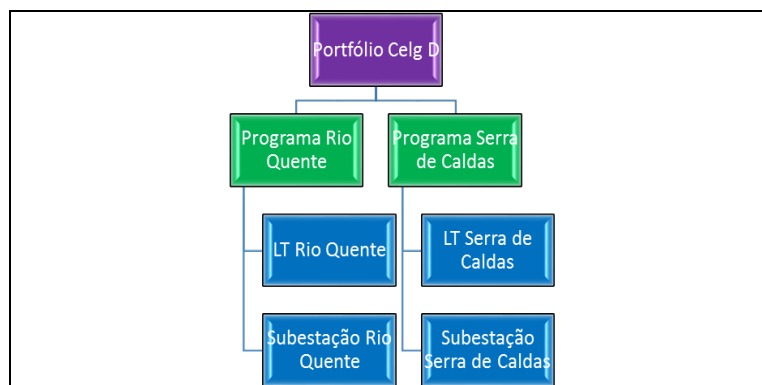 Portfólio Celg D
Programa Rio
Quente
Programa Serra
de Caldas
LT Rio Quente
LT Serra de
Caldas
Subestação Rio
Quente
Subestação
Serra de Caldas